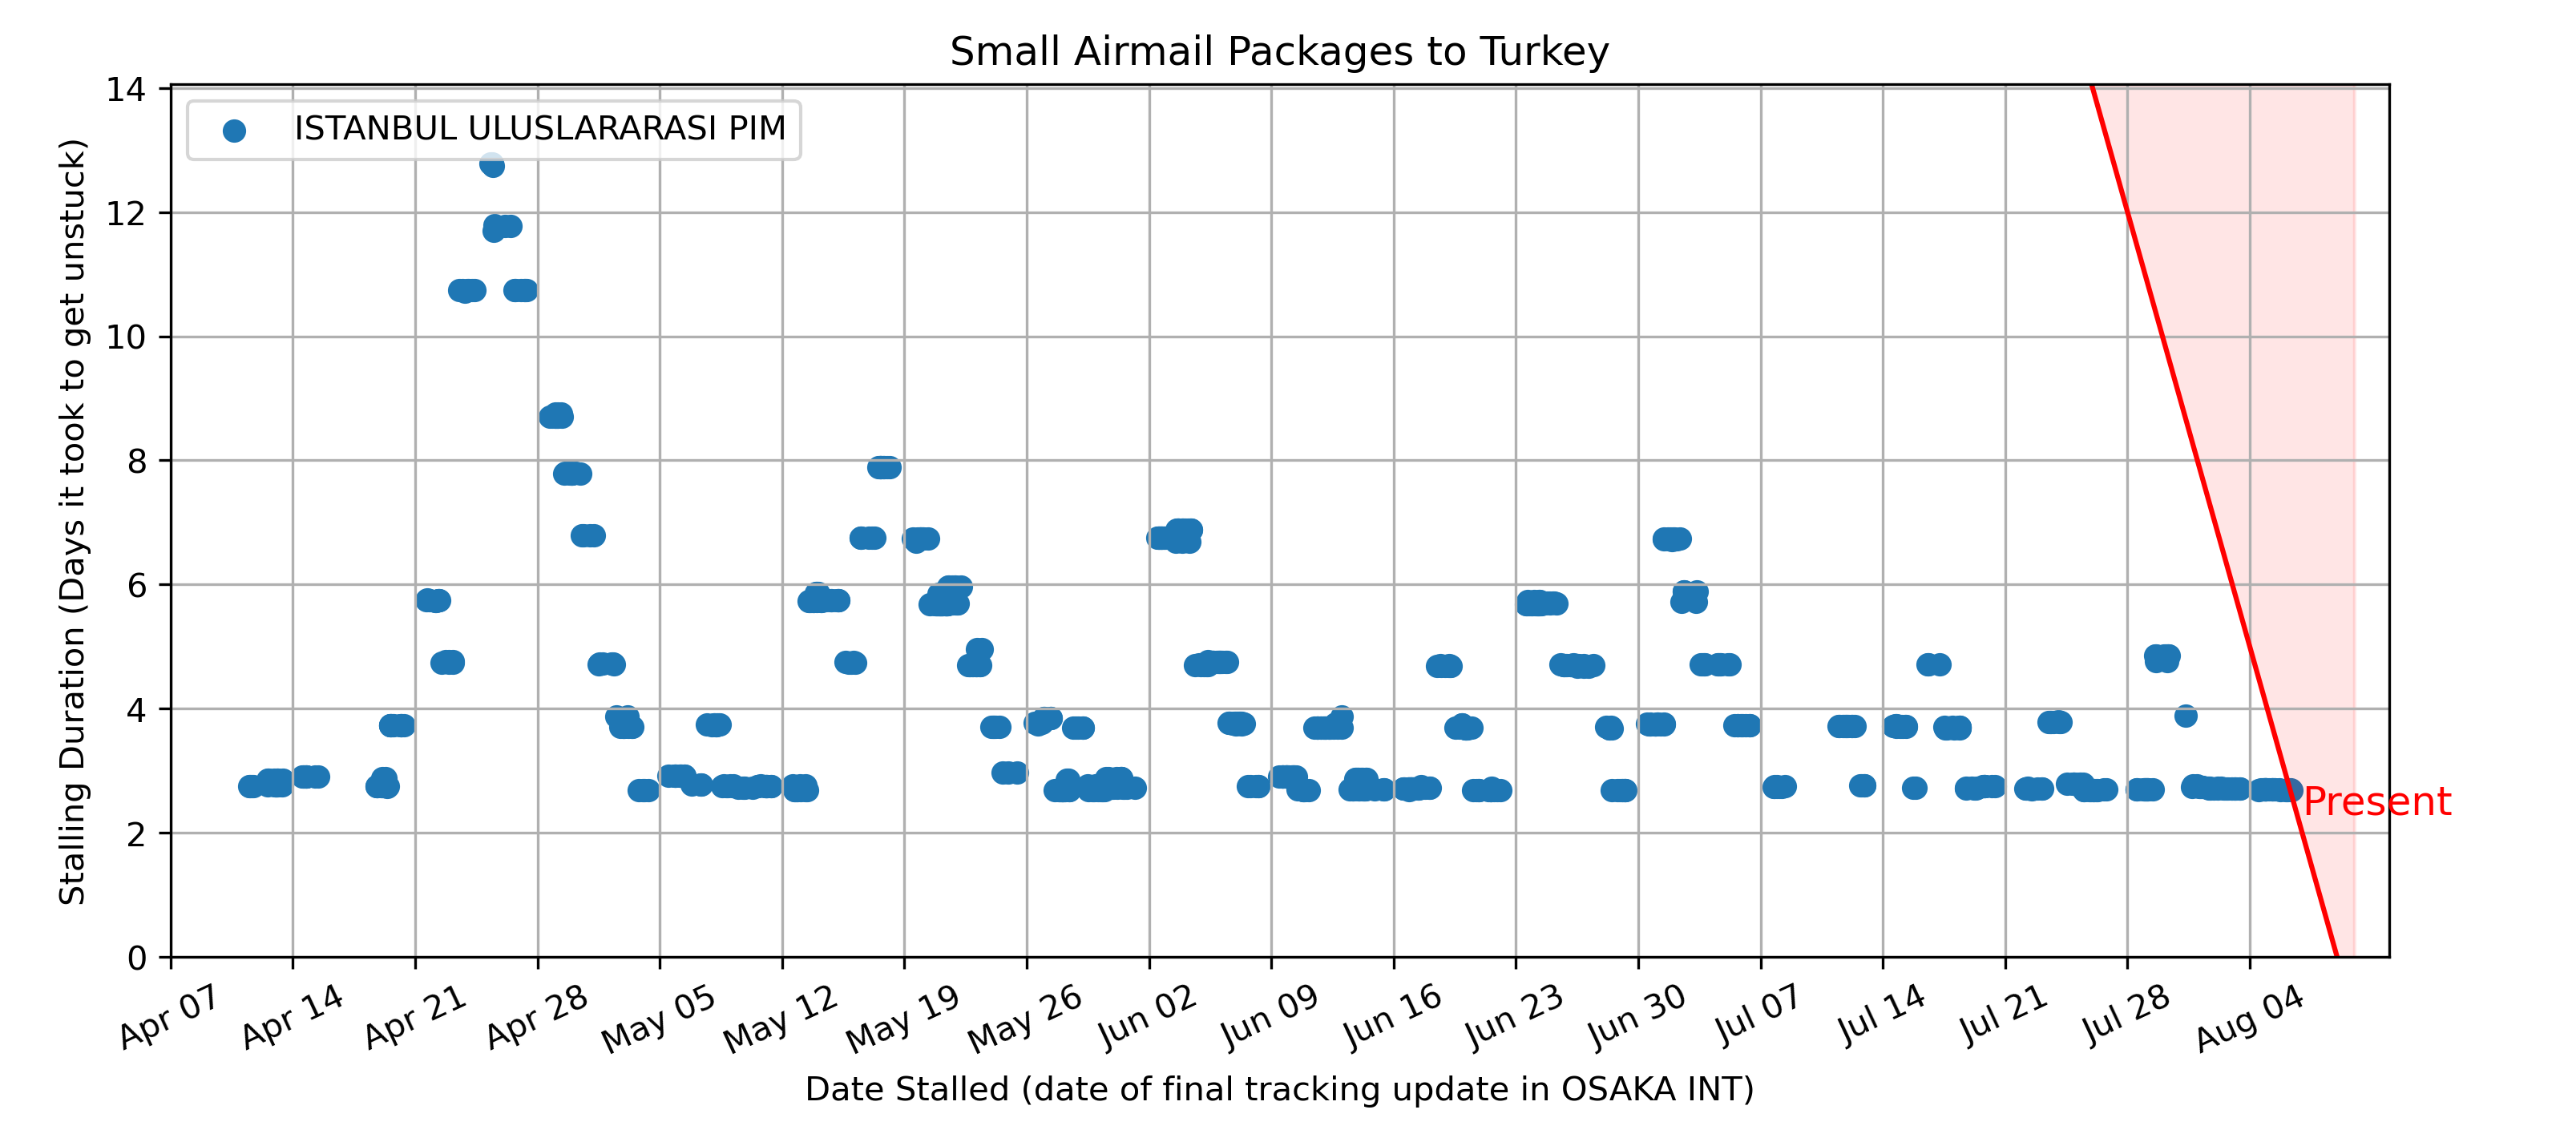 Small Airmail Packages to Turkey
ISTANBUL ULUSLARARASI PIM
Stalling Duration (Days it took to get unstuck)
14
12
10
8
6
4
2
0
Present
Apr 07
Apr 14
Apr 21
Apr 28
May 05
May 12
May 19
May 26
Jun 02
Jun 09
Jun 16
Jun 23
Jun 30
Jul 07
Jul 14
Jul 21
Jul 28
Aug 04
Date Stalled (date of final tracking update in OSAKA INT)